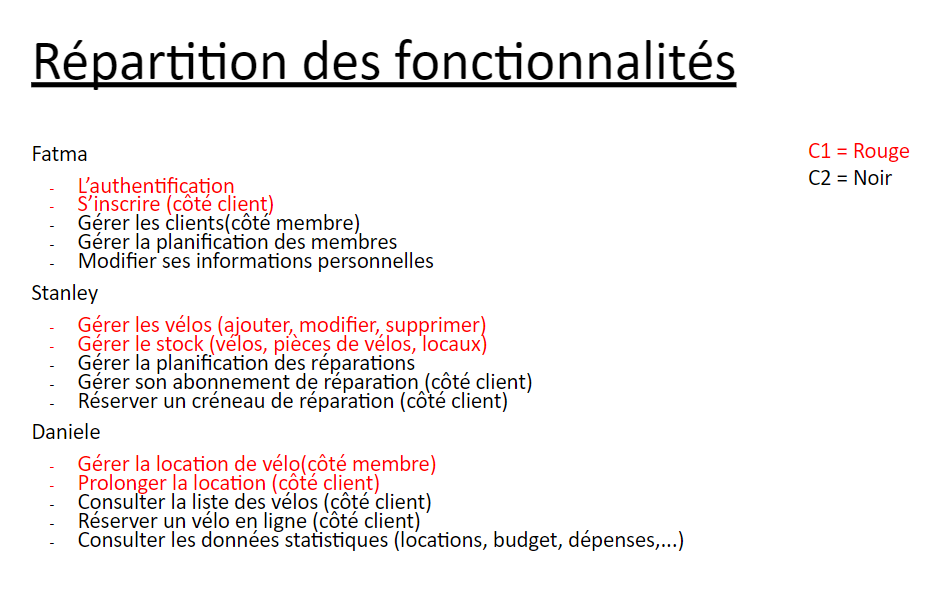 Répartition des fonctionnalités
C1 = Rouge
C2 = Noir
Fatma
- L'authentification
- S'inscrire (côté client)
- Gérer les clients(côté membre)
- Gérer la planification des membres
- Modifier ses informations personnelles
Stanley
- Gérer les vélos (ajouter, modifier, supprimer)
- Gérer le stock (vélos, pièces de vélos, locaux)
- Gérer la planification des réparations
- Gérer son abonnement de réparation (côté client)
- Réserver un créneau de réparation (côté client)
Daniele
- Gérer la location de vélo(côté membre)
- Prolonger la location (côté client)
- Consulter la liste des vélos (côté client)
- Réserver un vélo en ligne (côté client)
- Consulter les données statistiques (locations, budget, dépenses,...)